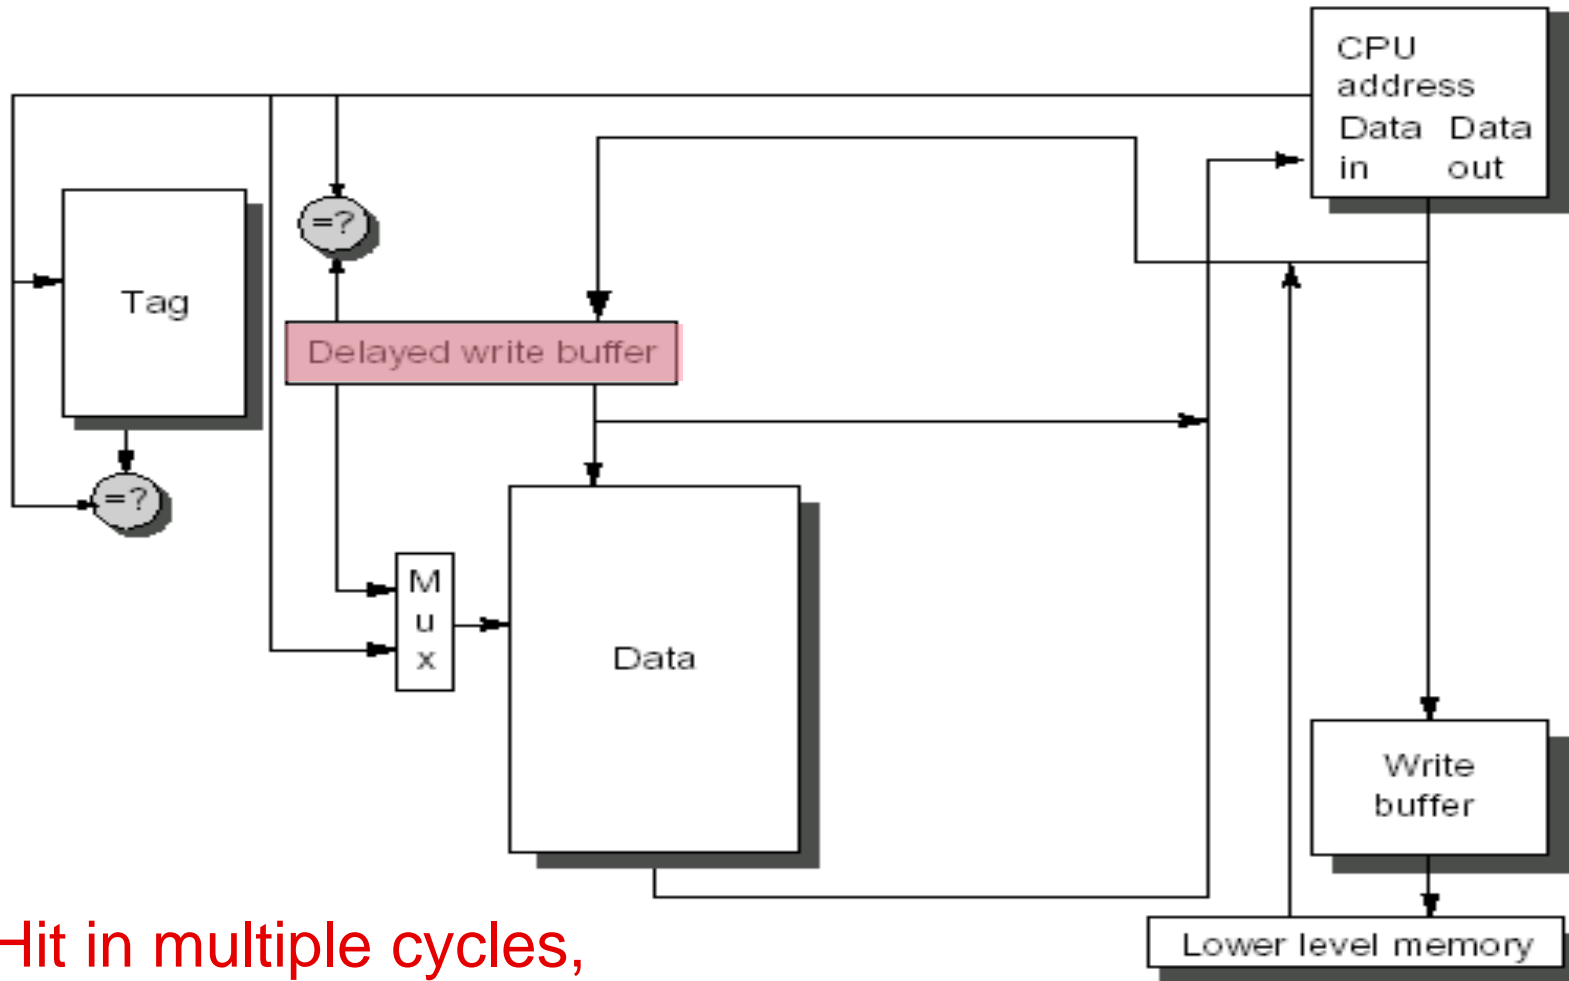 CPU
address
Data Data
in out
=?
Tag
Delayed write buffer
=?
M
u
x
Data
Write
buffer
Hit in multiple cycles,
Lower level memory